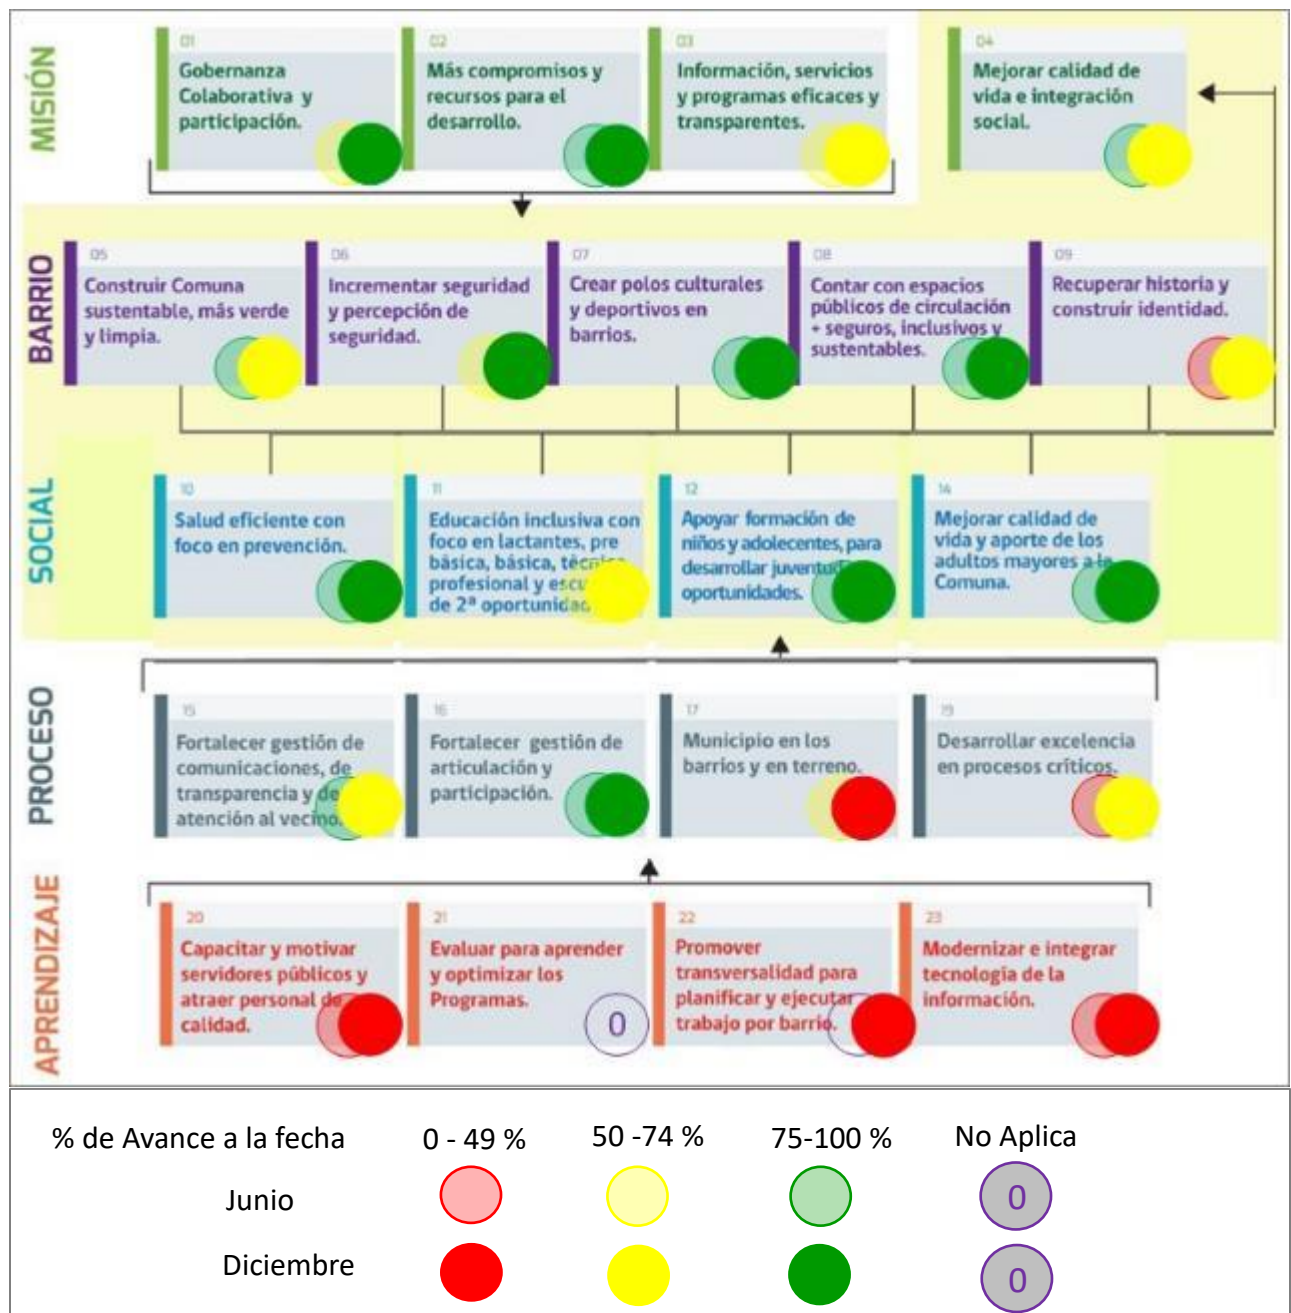 MISIÓN
01
Gobernanza
Colaborativa y
participación.
02
Más compromisos y
recursos para el
desarrollo.
03
Información, servicios
y programas eficaces y
transparentes.
04
Mejorar calidad de
vida e integración
social.
BARRIO
05
Construir Comuna
sustentable, más verde
y limpia.
06
Incrementar seguridad
y percepción de
seguridad.
07
Crear polos culturales
y deportivos en
barrios.
08
Contar con espacios
públicos de circulación
+ seguros, inclusivos y
sustentables.
09
Recuperar historia y
construir identidad.
SOCIAL
10
Salud eficiente con
foco en prevención.
11
Educación inclusiva con
foco en lactantes, pre
básica, básica, técnico
profesional y escu
de 2ª oportunidad
12
Apoyar formación de
niños y adolecentes, para
desarrollar juventud
oportunidades.
14
Mejorar calidad de
vida y aporte de los
adultos mayores a la
Comuna.
PROCESO
15
Fortalecer gestión de
comunicaciones, de
transparencia y de
atención al vecino.
16
Fortalecer gestión de
articulación y
participación.
17
Municipio en los
barrios y en terreno.
19
Desarrollar excelencia
en procesos críticos.
APRENDIZAJE
20
Capacitar y motivar
servidores públicos y
atraer personal de
calidad.
21
Evaluar para aprender
y optimizar los
Programas.
0
22
Promover
transversalidad para
planificar y ejecutar
trabajo por barrio.
23
Modernizar e integrar
tecnología de la
información.
% de Avance a la fecha 0 - 49 % 50 -74 % 75-100 % No Aplica
Junio 0
Diciembre 0